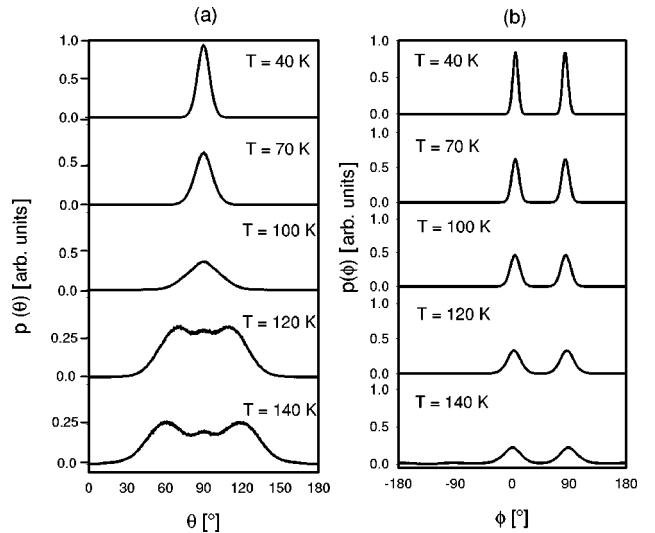 (a)
p (θ) [arb. units]
1.0
0.5
0.0
T = 40 K
0.5
0.0
T = 70 K
0.5
0.0
T = 100 K
0.25
0.0
T = 120 K
0.25
0.0
T = 140 K
0 30 60 90 120 150 180
θ [°]
(b)
p(ϕ) [arb. units]
1.0
0.5
0.0
T = 40 K
1.0
0.5
0.0
T = 70 K
1.0
0.5
0.0
T = 100 K
1.0
0.5
0.0
T = 120 K
1.0
0.5
0.0
T = 140 K
-180 -90 0 90 180
ϕ [°]